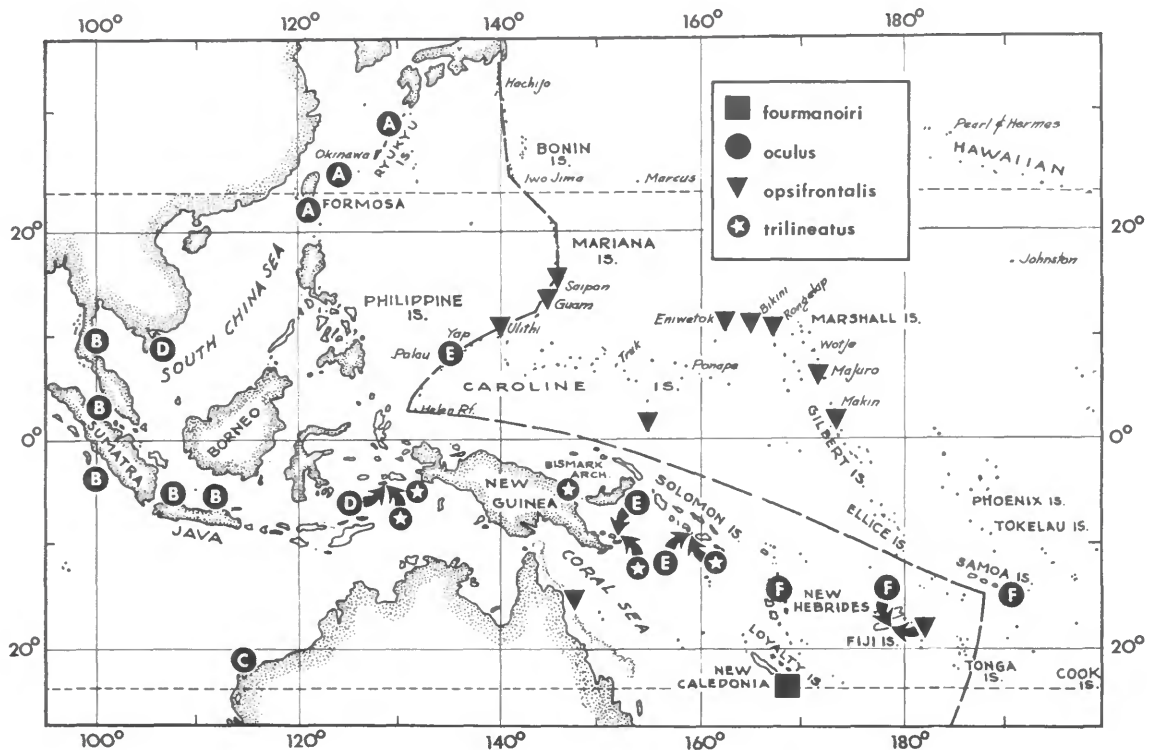 100° 120° 140° 160° 180°
Hachijo
fourmanoiri
oculus
opsifrontalis
trilineatus
Pearl & Hermes
HAWAIIAN
A
RYUKYU IS.
Okinawa
A
BONIN IS.
Iwo Jima
Marcus
A
FORMOSA
20°
20°
MARIANA IS.
Johnston
SOUTH CHINA SEA
Saipan
Guam
PHILIPPINE IS.
Ulithi
Eniwetok
Bikini
Rongelap
MARSHALL IS.
Wotje
B
D
Yap
Palau
E
Truk
Ponape
Majuro
CAROLINE IS.
Makin
B
Helen Rf.
GILBERT IS.
SUMATRA
BORNEO
0°
0°
B
B
B
JAVA
D
NEW GUINEA
BISMARK ARCH.
E
SOLOMON IS.
PHOENIX IS.
TOKELAU IS.
ELLICE IS.
E
CORAL SEA
SAMOA IS.
F
F
F
NEW HEBRIDES
FIJI IS.
20°
20°
C
LOYALTY IS.
NEW CALEDONIA
TONGA IS.
COOK IS.
100° 120° 140° 160° 180°